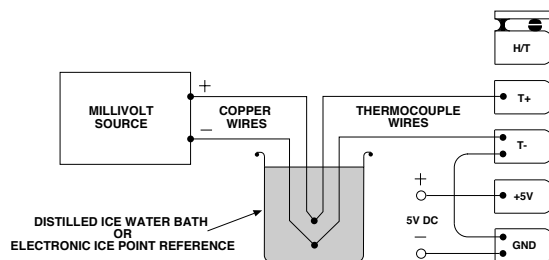 H/T
MILLIVOLT
SOURCE
+
−
COPPER
WIRES
THERMOCOUPLE
WIRES
T+
T-
DISTILLED ICE WATER BATH
OR
ELECTRONIC ICE POINT REFERENCE
+
5V DC
−
+5V
GND